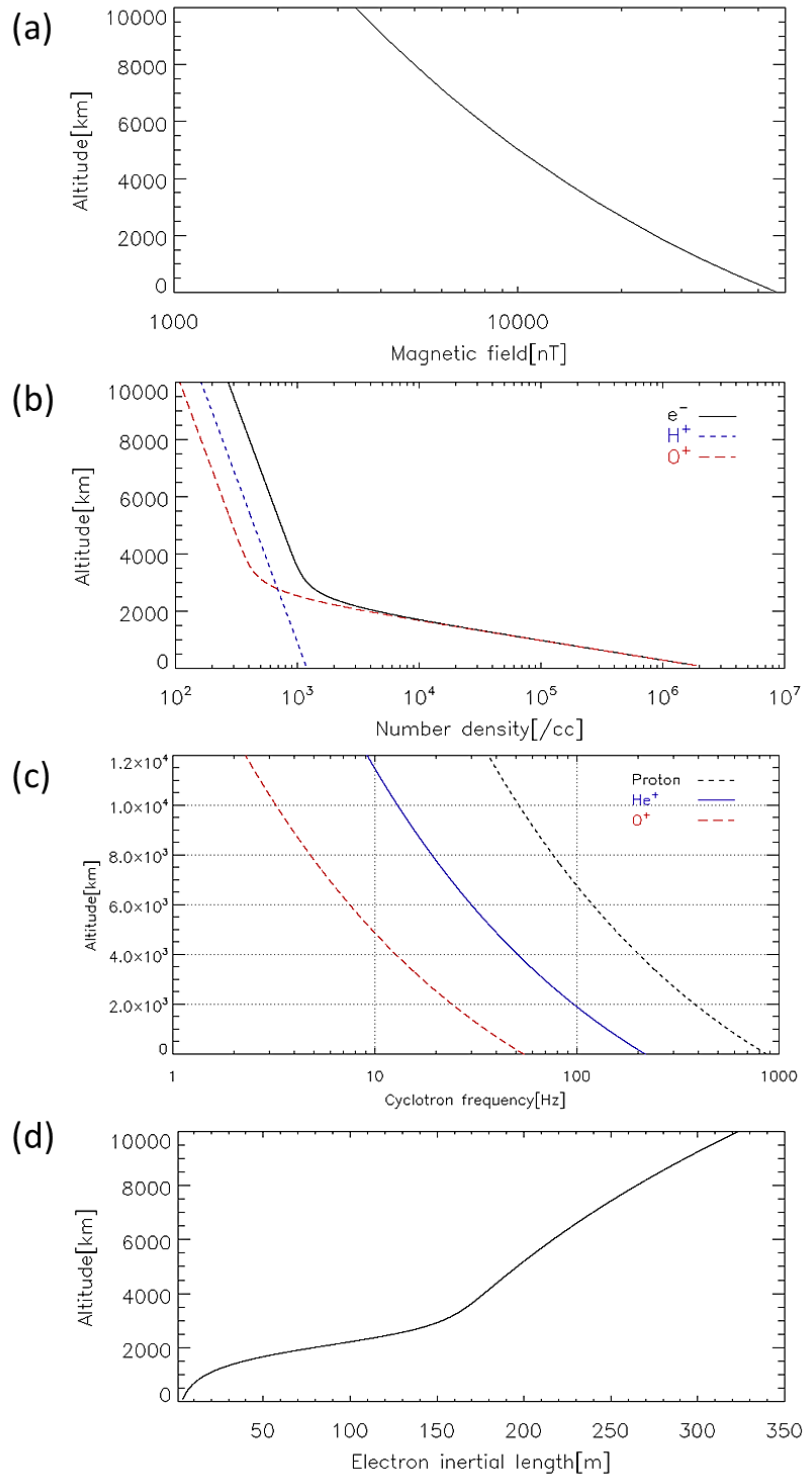 (a)
10000
8000
6000
4000
2000
0
Altitude[km]
1000
10000
Magnetic field[nT]
(b)
10000
8000
6000
4000
2000
0
Altitude[km]
e⁻
H⁺
O⁺
10² 10³ 10⁴ 10⁵ 10⁶ 10⁷
Number density[/cc]
(c)
1.2×10⁴
1.0×10⁴
8.0×10³
6.0×10³
4.0×10³
2.0×10³
0
Altitude[km]
Proton
He⁺
O⁺
1 10 100 1000
Cyclotron frequency[Hz]
(d)
10000
8000
6000
4000
2000
0
Altitude[km]
50 100 150 200 250 300 350
Electron inertial length[m]